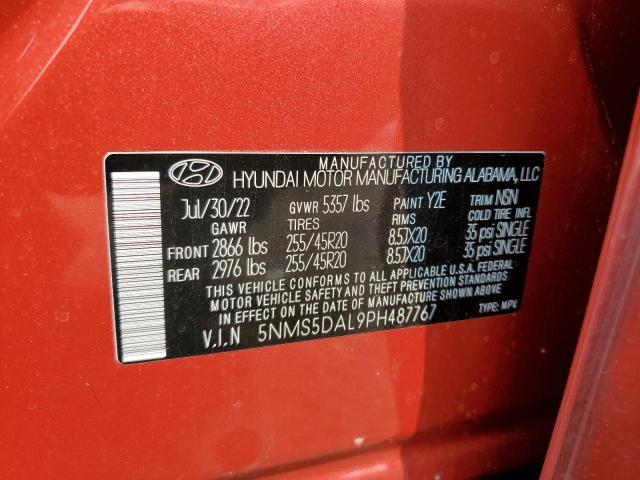 MANUFACTURED BY
HYUNDAI MOTOR MANUFACTURING ALABAMA, LLC
Jul/30/22 GVWR 5357 lbs PAINT Y2E TRIM NSN
GAWR TIRES RIMS COLD TIRE INFL
FRONT 2866 lbs 255/45R20 8.5JX20 35 psi SINGLE
REAR 2976 lbs 255/45R20 8.5JX20 35 psi SINGLE
THIS VEHICLE CONFORMS TO ALL APPLICABLE U.S.A. FEDERAL
MOTOR VEHICLE SAFETY AND THEFT PREVENTION STANDARDS
IN EFFECT ON THE DATE OF MANUFACTURE SHOWN ABOVE.
V.I.N 5NMS5DAL9PH487767 TYPE: MPV